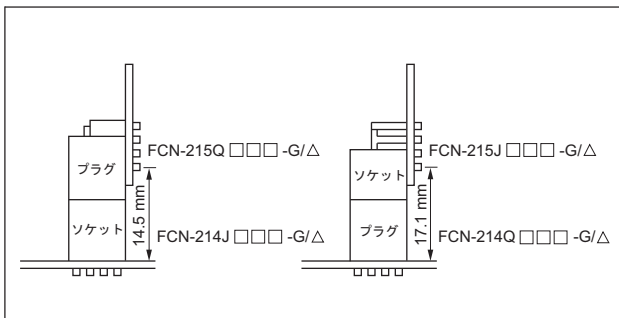 プラグ
FCN-215Q □□□ -G/△
ソケット
14.5 mm
FCN-214J □□□ -G/△
ソケット
FCN-215J □□□ -G/△
プラグ
17.1 mm
FCN-214Q □□□ -G/△